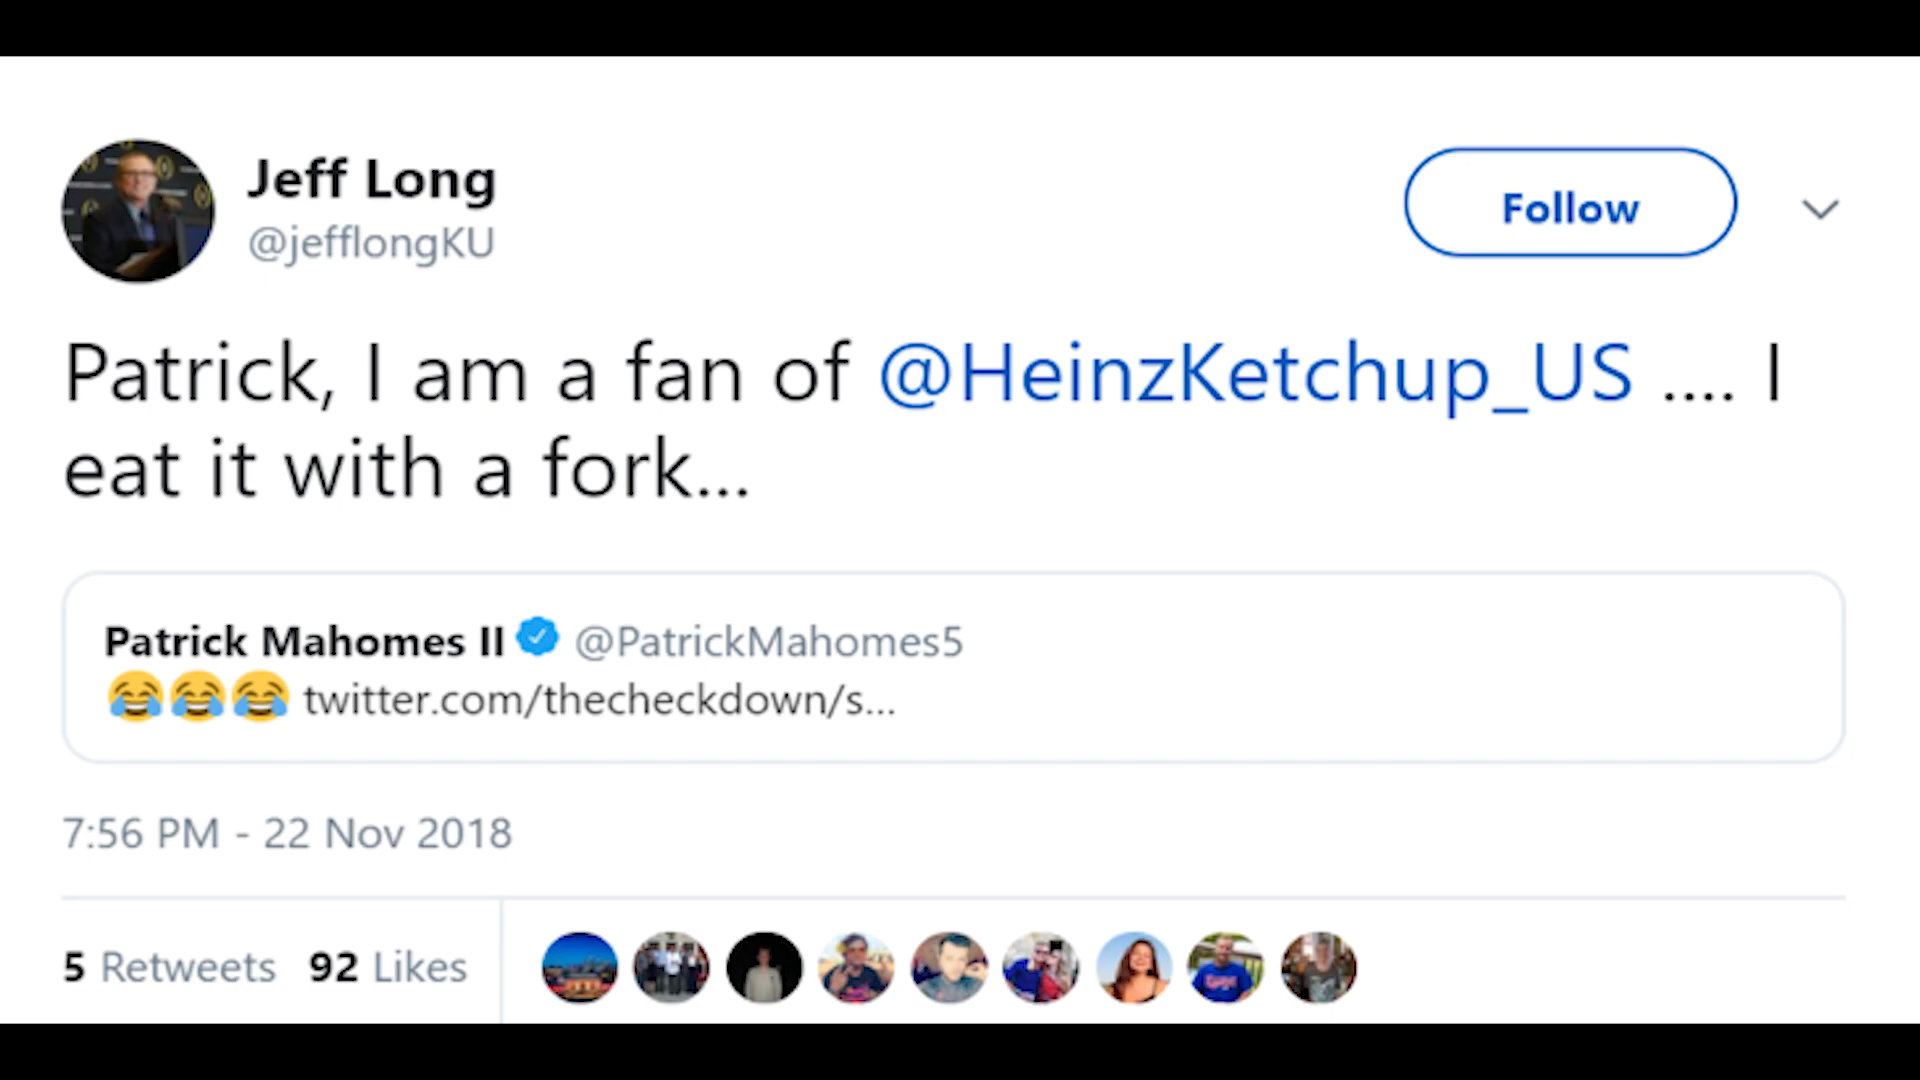 Jeff Long
@jefflongKU
Follow
Patrick, I am a fan of @HeinzKetchup_US .... I
eat it with a fork...
Patrick Mahomes II @PatrickMahomes5
😂😂😂 twitter.com/thecheckdown/s...
7:56 PM - 22 Nov 2018
5 Retweets 92 Likes